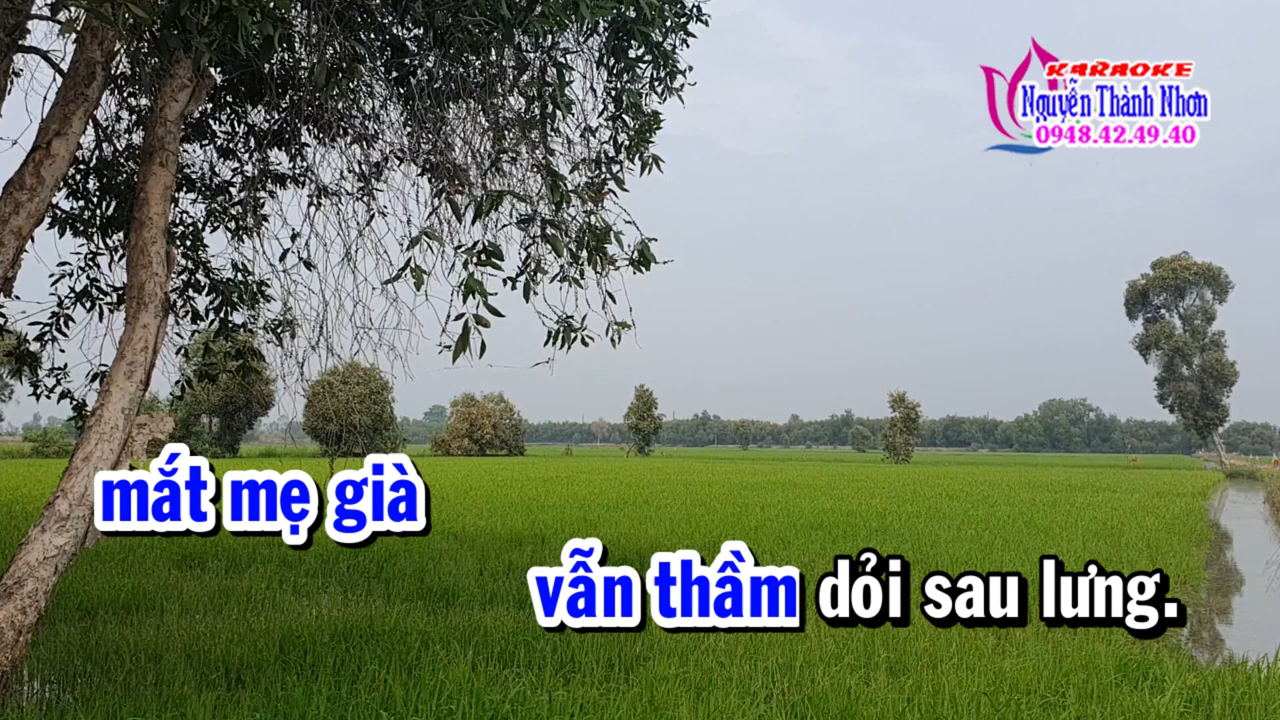 KARAOKE
Nguyễn Thành Nhơn
0948.42.49.40
mắt mẹ già
vẫn thầm dỏi sau lưng.